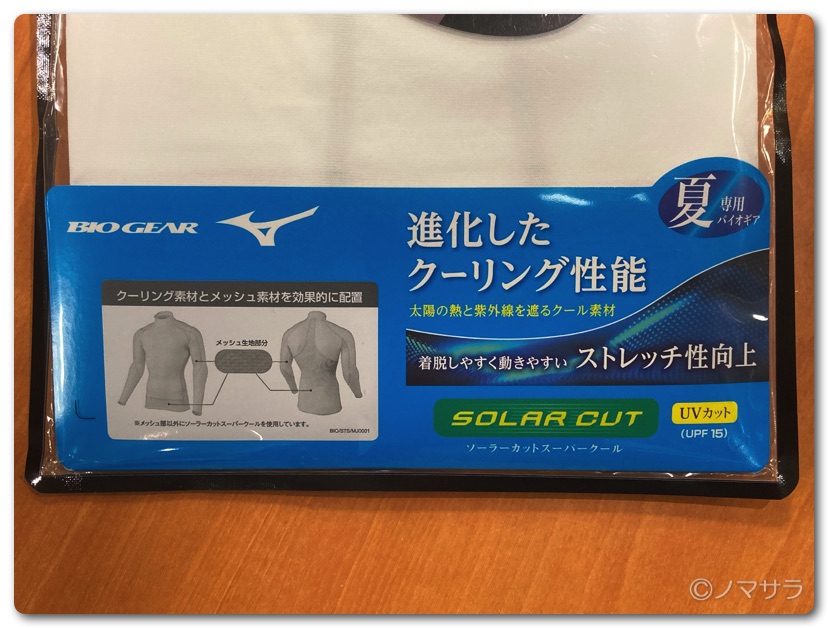 夏
専用
バイオギア
BIO GEAR
進化した
クーリング性能
太陽の熱と紫外線を遮るクール素材
着脱しやすく動きやすい ストレッチ性向上
クーリング素材とメッシュ素材を効果的に配置
メッシュ生地部分
※メッシュ部以外にソーラーカットスーパークールを使用しています。
BIG/ST5/MJ0001
SOLAR CUT
ソーラーカットスーパークール
UVカット
(UPF 15)
©ノマサラ